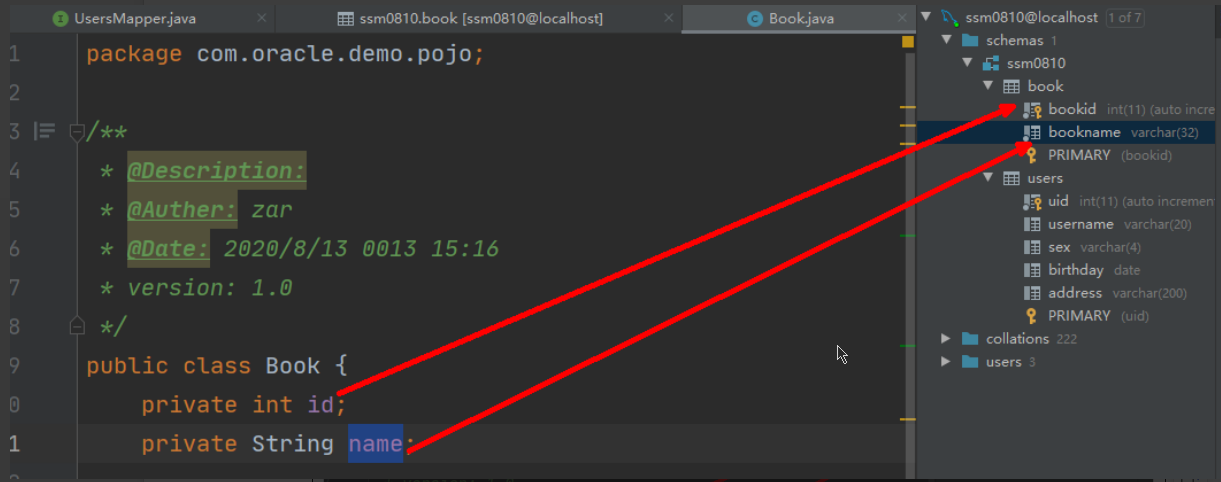 UsersMapper.java
ssm0810.book [ssm0810@localhost]
Book.java
1 package com.oracle.demo.pojo;
2
3 /**
4 * @Description:
5 * @Auther: zar
6 * @Date: 2020/8/13 0013 15:16
7 * version: 1.0
8 */
9 public class Book {
0 private int id;
1 private String name;
ssm0810@localhost 1 of 7
schemas 1
ssm0810
book
bookid int(11) (auto incre
bookname varchar(32)
PRIMARY (bookid)
users
uid int(11) (auto increment
username varchar(20)
sex varchar(4)
birthday date
address varchar(200)
PRIMARY (uid)
collations 222
users 3